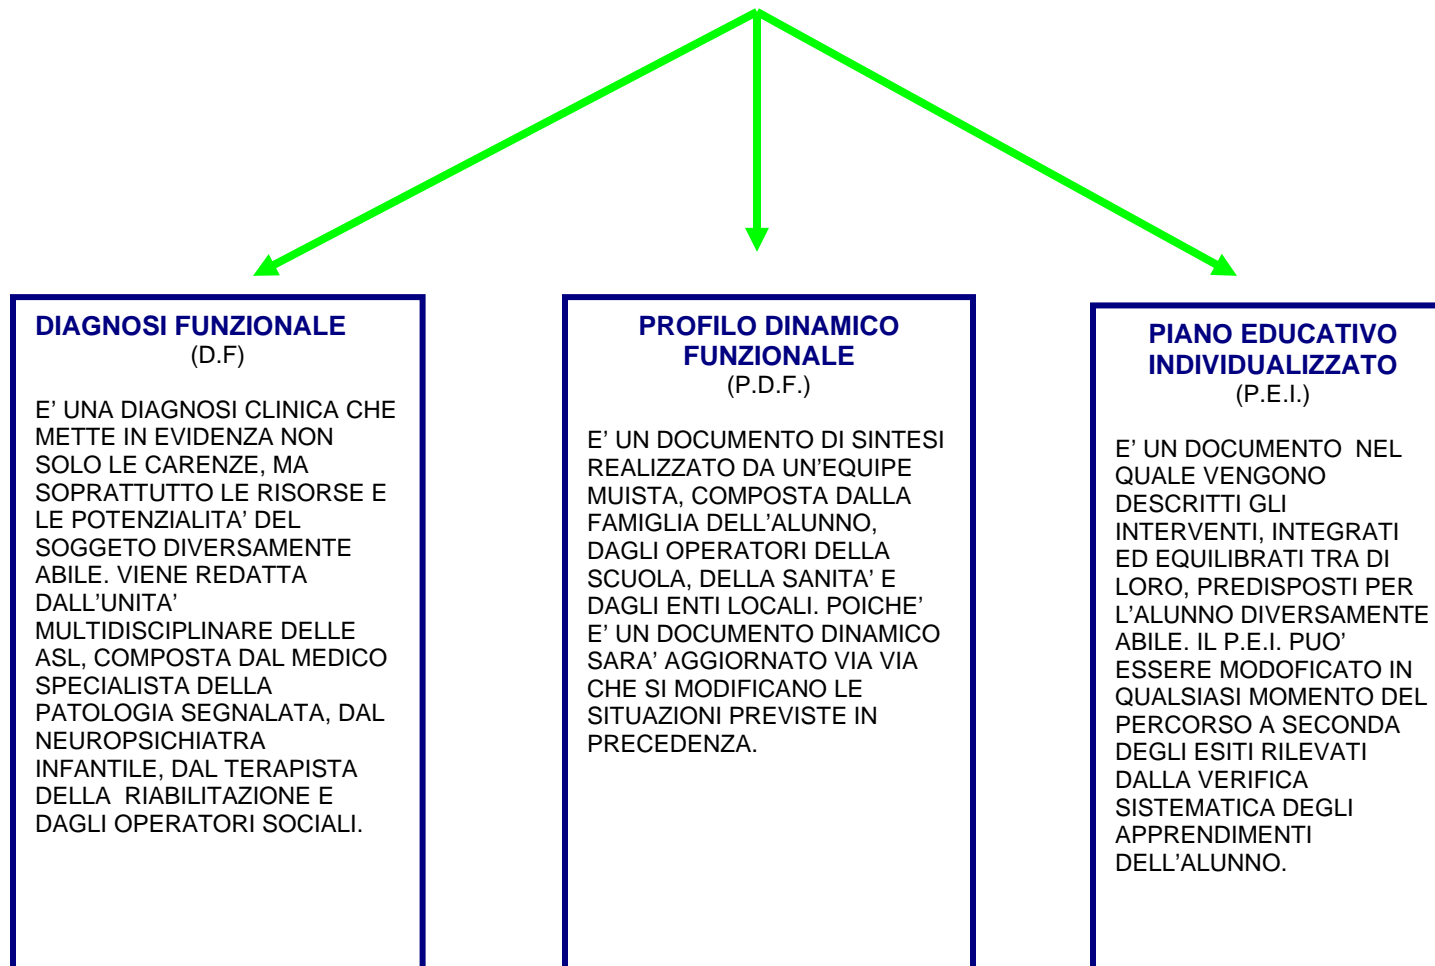 DIAGNOSI FUNZIONALE
(D.F)
E' UNA DIAGNOSI CLINICA CHE
METTE IN EVIDENZA NON
SOLO LE CARENZE, MA
SOPRATTUTTO LE RISORSE E
LE POTENZIALITA' DEL
SOGGETO DIVERSAMENTE
ABILE. VIENE REDATTA
DALL'UNITA'
MULTIDISCIPLINARE DELLE
ASL, COMPOSTA DAL MEDICO
SPECIALISTA DELLA
PATOLOGIA SEGNALATA, DAL
NEUROPSICHIATRA
INFANTILE, DAL TERAPISTA
DELLA  RIABILITAZIONE E
DAGLI OPERATORI SOCIALI.
PROFILO DINAMICO
FUNZIONALE
(P.D.F.)
E' UN DOCUMENTO DI SINTESI
REALIZZATO DA UN'EQUIPE
MUISTA, COMPOSTA DALLA
FAMIGLIA DELL'ALUNNO,
DAGLI OPERATORI DELLA
SCUOLA, DELLA SANITA' E
DAGLI ENTI LOCALI. POICHE'
E' UN DOCUMENTO DINAMICO
SARA' AGGIORNATO VIA VIA
CHE SI MODIFICANO LE
SITUAZIONI PREVISTE IN
PRECEDENZA.
PIANO EDUCATIVO
INDIVIDUALIZZATO
(P.E.I.)
E' UN DOCUMENTO  NEL
QUALE VENGONO
DESCRITTI GLI
INTERVENTI, INTEGRATI
ED EQUILIBRATI TRA DI
LORO, PREDISPOSTI PER
L'ALUNNO DIVERSAMENTE
ABILE. IL P.E.I. PUO'
ESSERE MODOFICATO IN
QUALSIASI MOMENTO DEL
PERCORSO A SECONDA
DEGLI ESITI RILEVATI
DALLA VERIFICA
SISTEMATICA DEGLI
APPRENDIMENTI
DELL'ALUNNO.